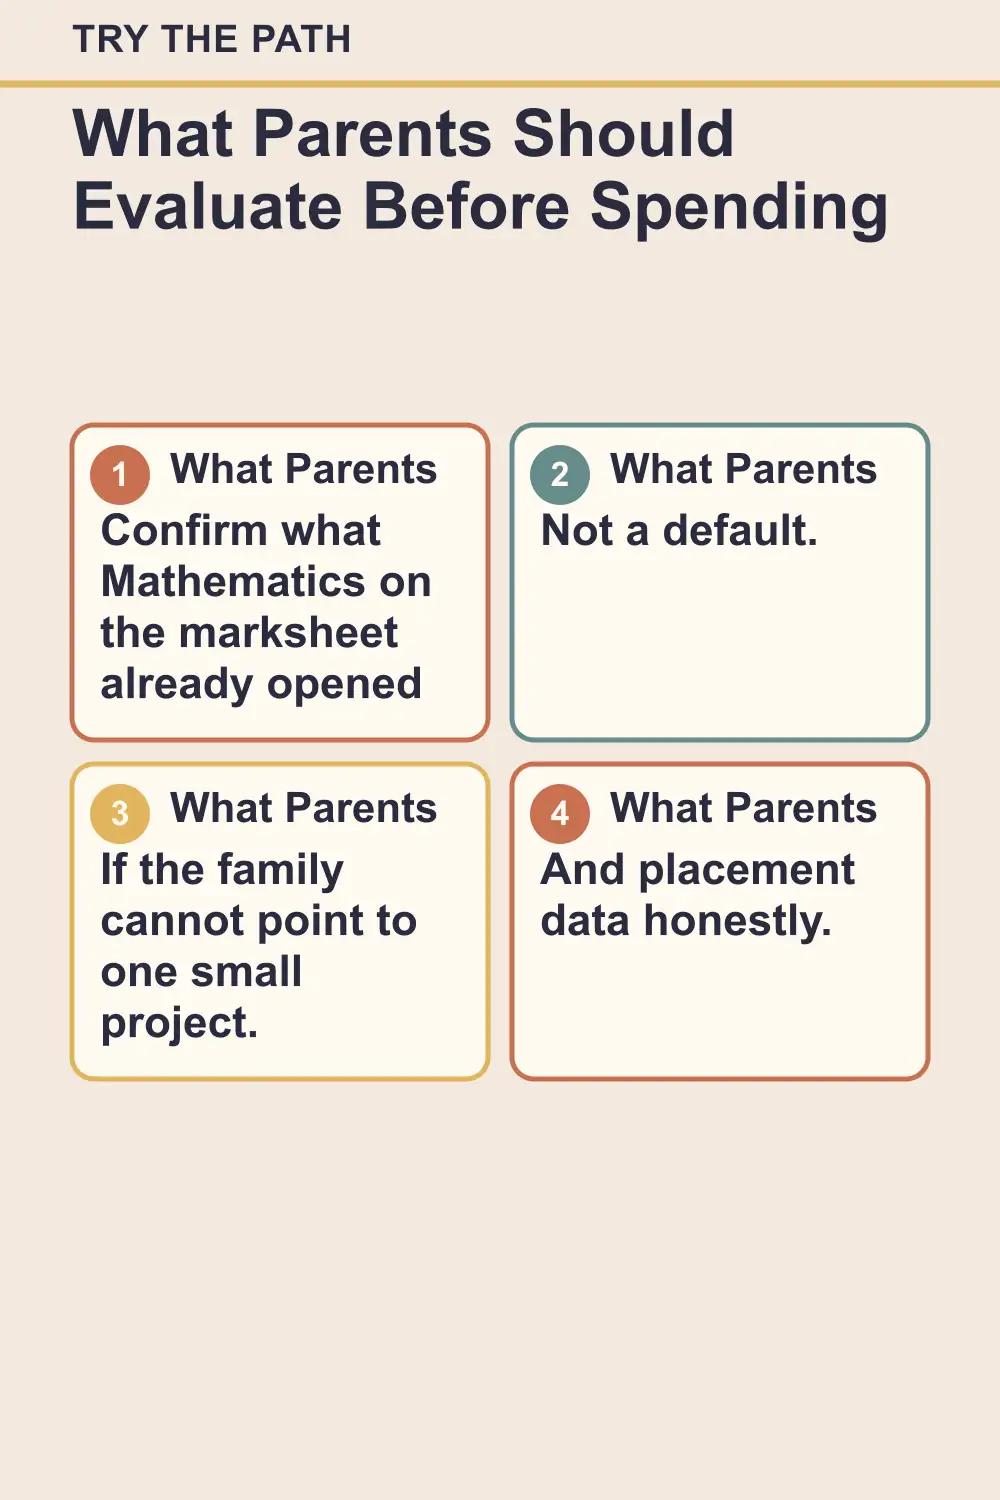 TRY THE PATH
What Parents Should
Evaluate Before Spending
1 What Parents
Confirm what
Mathematics on
the marksheet
already opened
2 What Parents
Not a default.
3 What Parents
If the family
cannot point to
one small
project.
4 What Parents
And placement
data honestly.